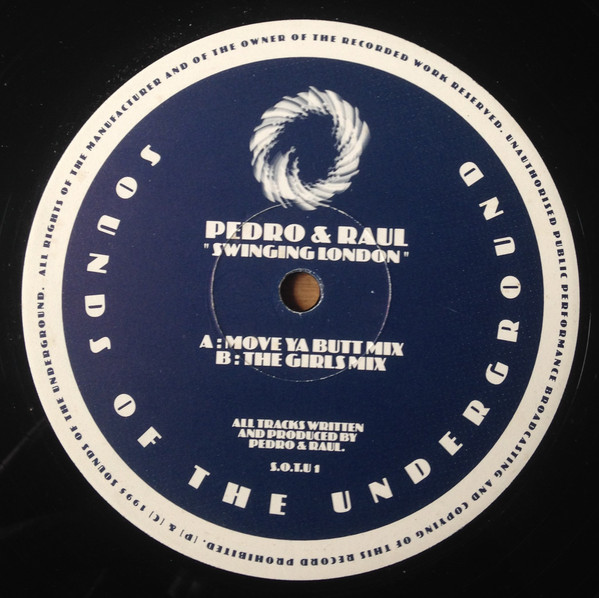 PEDRO & RAUL
" SWINGING LONDON "
A : MOVE YA BUTT MIX
B : THE GIRLS MIX
ALL TRACKS WRITTEN
AND PRODUCED BY
PEDRO & RAUL.
S.O.T.U 1
SOUNDS OF THE UNDERGROUND
ALL RIGHTS OF THE MANUFACTURER AND OF THE OWNER OF THE RECORDED WORK RESERVED. UNAUTHORISED PUBLIC PERFORMANCE BROADCASTING AND COPYING OF THIS RECORD PROHIBITED. |P| & |C| 1995 SOUNDS OF THE UNDERGROUND.